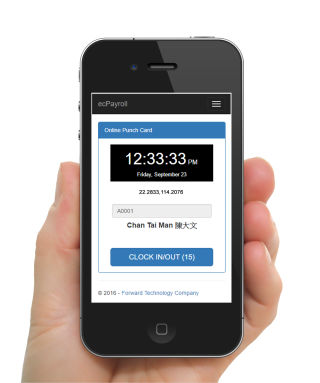 ecPayroll
Online Punch Card
12:33:33 PM
Friday, September 23
22.2833,114.2076
A0001
Chan Tai Man 陳大文
CLOCK IN/OUT (15)
© 2016 - Forward Technology Company